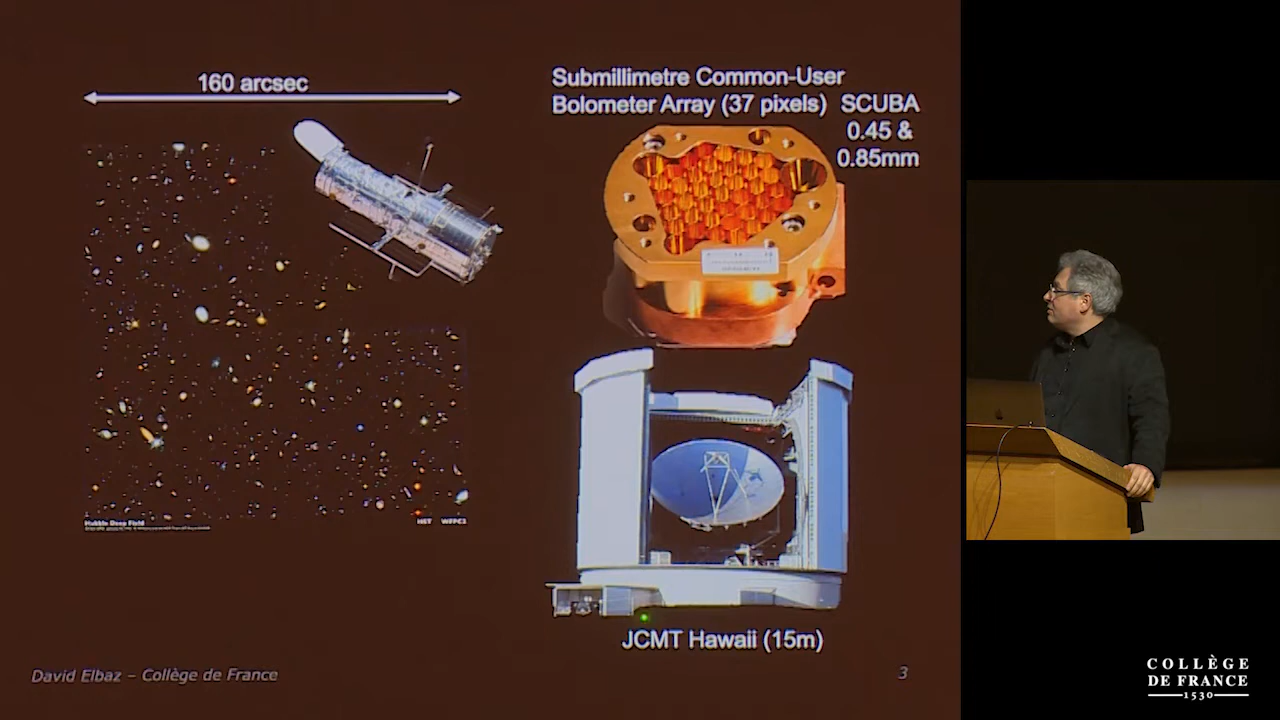 160 arcsec
Submillimetre Common-User
Bolometer Array (37 pixels) SCUBA
0.45 &
0.85mm
Hubble Deep Field
HST WFPC2
JCMT Hawaii (15m)
David Elbaz – Collège de France
3
COLLÈGE
DE FRANCE
1530